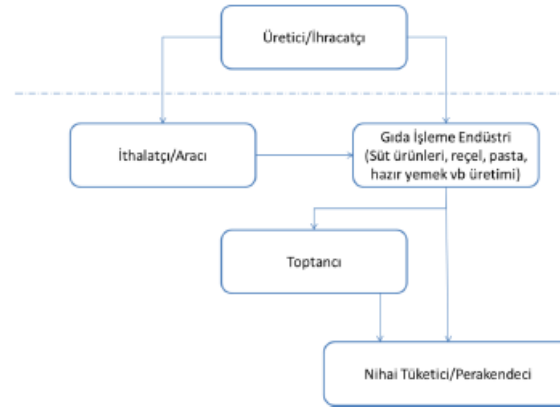 Üretici/İhracatçı
İthalatçı/Aracı
Gıda İşleme Endüstri
(Süt ürünleri, reçel, pasta,
hazır yemek vb üretimi)
Toptancı
Nihai Tüketici/Perakendeci